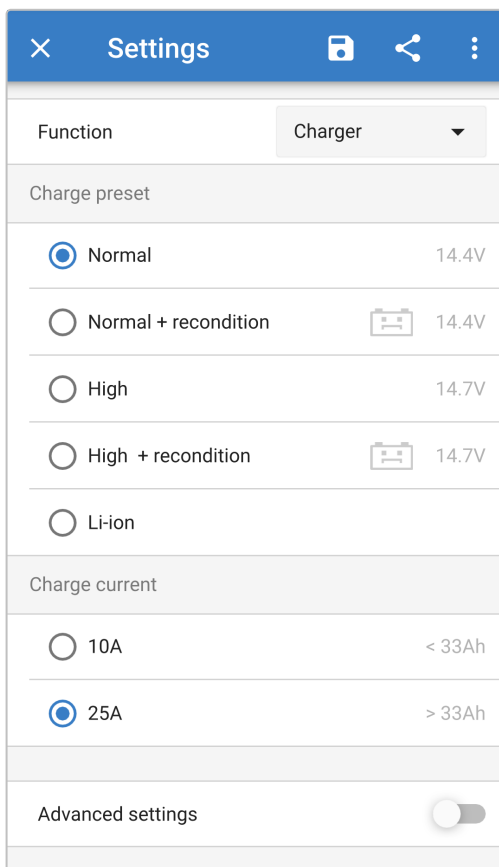 Settings
Function Charger
Charge preset
Normal 14.4V
Normal + recondition 14.4V
High 14.7V
High + recondition 14.7V
Li-ion
Charge current
10A < 33Ah
25A > 33Ah
Advanced settings